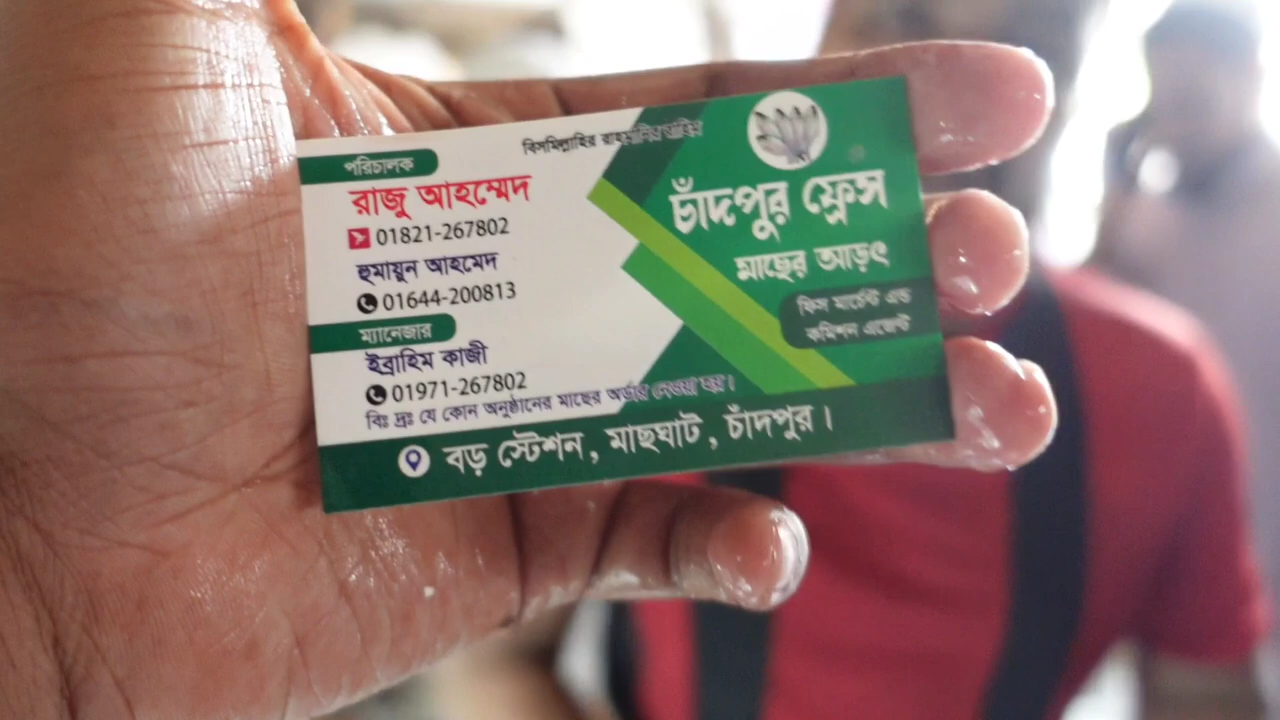 বিসমিল্লাহির রাহমানির রাহিম
পরিচালক
রাজু আহম্মেদ
01821-267802
হুমায়ুন আহমেদ
01644-200813
ম্যানেজার
ইব্রাহিম কাজী
01971-267802
বিঃ দ্রঃ যে কোন অনুষ্ঠানের মাছের অর্ডার নেওয়া হয়।
চাঁদপুর ফ্রেস
মাছের আড়ৎ
ফিস মার্চেন্ট এন্ড
কমিশন এজেন্ট
বড় স্টেশন, মাছঘাট, চাঁদপুর।